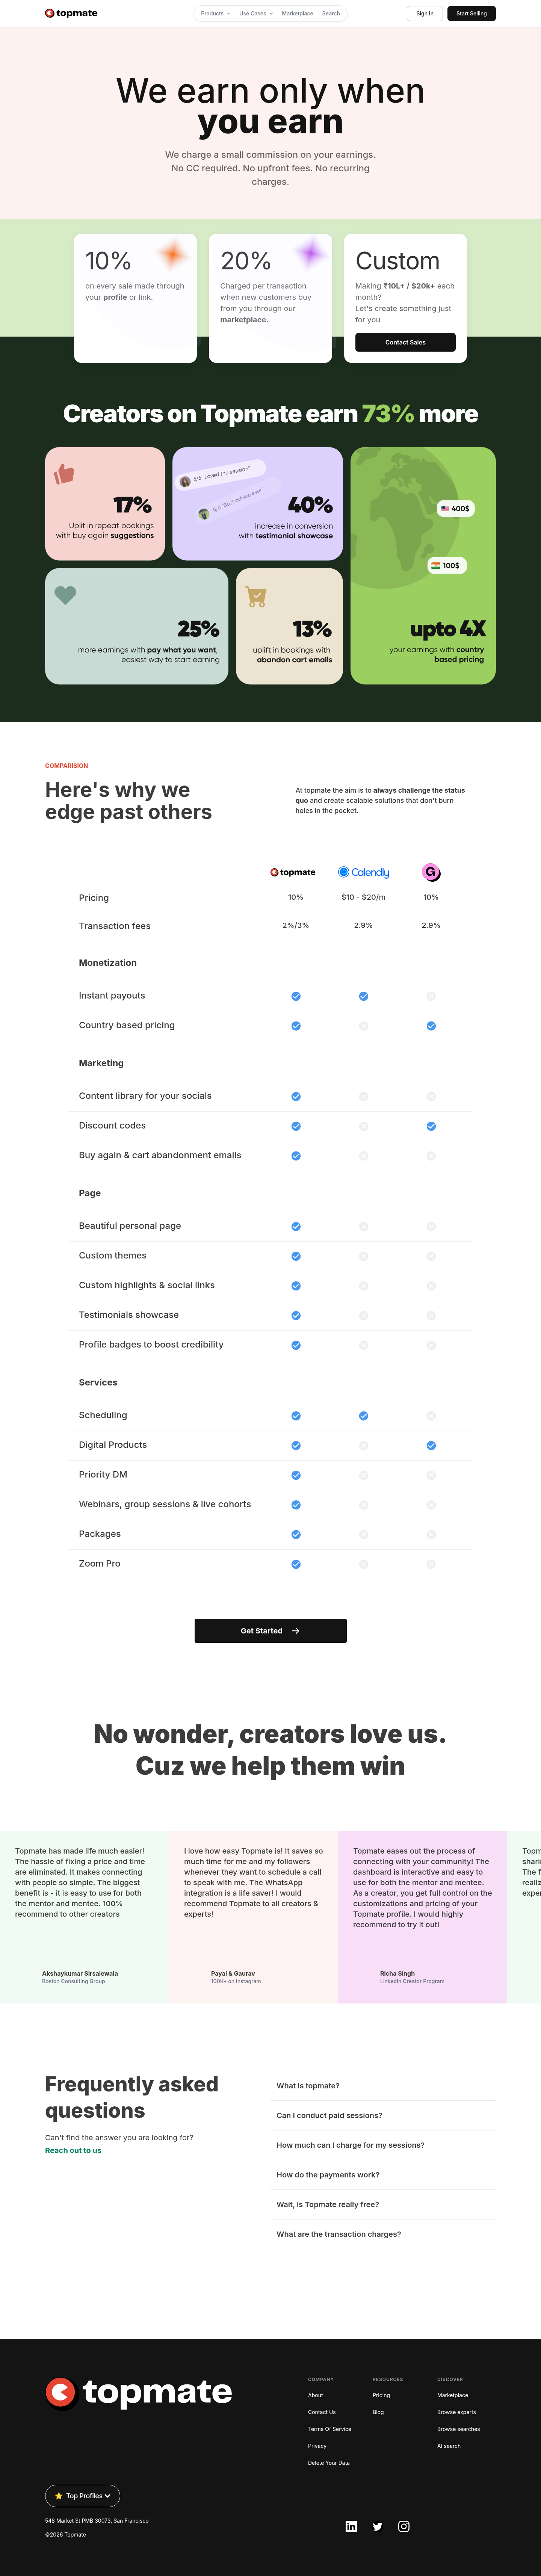 topmate
Products
Use Cases
Marketplace
Search
Sign In
Start Selling
We earn only when
you earn
We charge a small commission on your earnings.
No CC required. No upfront fees. No recurring
charges.
10%
on every sale made through
your profile or link.
20%
Charged per transaction
when new customers buy
from you through our
marketplace.
Custom
Making ₹10L+ / $20k+ each
month?
Let's create something just
for you
Contact Sales
Creators on Topmate earn 73% more
17%
Uplit in repeat bookings
with buy again suggestions
5/5 "Loved the session"
5/5 "Best advice ever"
40%
increase in conversion
with testimonial showcase
400$
100$
upto 4X
your earnings with country
based pricing
25%
more earnings with pay what you want,
easiest way to start earning
13%
uplift in bookings with
abandon cart emails
COMPARISION
Here's why we
edge past others
At topmate the aim is to always challenge the status
quo and create scalable solutions that don't burn
holes in the pocket.
topmate
Calendly
G
Pricing
10%
$10 - $20/m
10%
Transaction fees
2%/3%
2.9%
2.9%
Monetization
Instant payouts
Country based pricing
Marketing
Content library for your socials
Discount codes
Buy again & cart abandonment emails
Page
Beautiful personal page
Custom themes
Custom highlights & social links
Testimonials showcase
Profile badges to boost credibility
Services
Scheduling
Digital Products
Priority DM
Webinars, group sessions & live cohorts
Packages
Zoom Pro
Get Started
No wonder, creators love us.
Cuz we help them win
Topmate has made life much easier!
The hassle of fixing a price and time
are eliminated. It makes connecting
with people so simple. The biggest
benefit is - it is easy to use for both
the mentor and mentee. 100%
recommend to other creators
Akshaykumar Sirsalewala
Boston Consulting Group
I love how easy Topmate is! It saves so
much time for me and my followers
whenever they want to schedule a call
to speak with me. The WhatsApp
integration is a life saver! I would
recommend Topmate to all creators &
experts!
Payal & Gaurav
100K+ on Instagram
Topmate eases out the process of
connecting with your community! The
dashboard is interactive and easy to
use for both the mentor and mentee.
As a creator, you get full control on the
customizations and pricing of your
Topmate profile. I would highly
recommend to try it out!
Richa Singh
LinkedIn Creator Program
Topm
sharin
The f
realiz
exper
Frequently asked
questions
Can't find the answer you are looking for?
Reach out to us
What is topmate?
Can I conduct paid sessions?
How much can I charge for my sessions?
How do the payments work?
Wait, is Topmate really free?
What are the transaction charges?
topmate
COMPANY
About
Contact Us
Terms Of Service
Privacy
Delete Your Data
RESOURCES
Pricing
Blog
DISCOVER
Marketplace
Browse experts
Browse searches
AI search
Top Profiles
548 Market St PMB 30073, San Francisco
©2026 Topmate